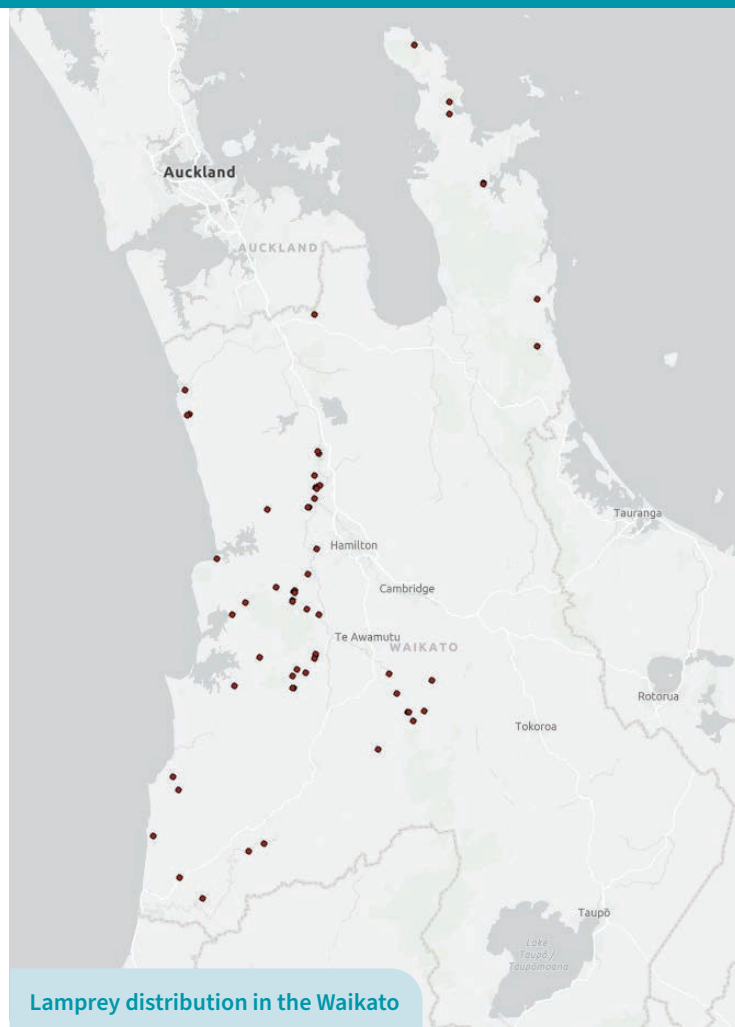 Auckland
AUCKLAND
Tauranga
Hamilton
Cambridge
Te Awamutu
WAIKATO
Rotorua
Tokoroa
Taupō
Lake
Taupō /
Taupōmoana
Lamprey distribution in the Waikato